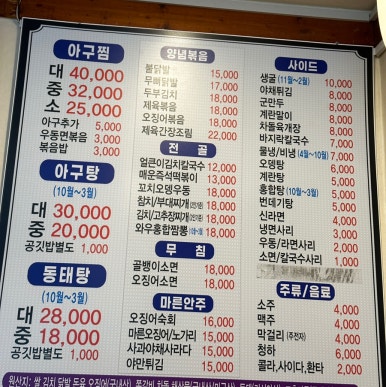 아구찜
대 40,000
중 32,000
소 25,000
아구추가 5,000
우동면볶음 3,000
볶음밥 3,000
아구탕
(10월~3월)
대 30,000
중 20,000
공깃밥별도 1,000
동태탕
(10월~3월)
대 28,000
중 18,000
공깃밥별도 1,000
양념볶음
불닭발 15,000
무뼈닭발 17,000
두부김치 18,000
제육볶음 18,000
오징어볶음 18,000
제육간장조림 22,000
전 골
얼큰이김치칼국수 12,000
매운즉석떡볶이 13,000
꼬치오뎅우동 18,000
참치/부대찌개 18,000
김치/고추장찌개 18,000
와우홍합짬뽕 18,000
무 침
골뱅이소면 18,000
오징어소면 18,000
마른안주
오징어숙회 16,000
마른오징어/노가리 15,000
사과야채사라다 15,000
야깐튀김 15,000
사이드
생굴 (11월~2월) 10,000
야채튀김 8,000
군만두 8,000
계란말이 8,000
차돌육개장 8,000
바지락칼국수 8,000
물냉/비냉 (4월~10월) 7,000
오뎅탕 6,000
계란탕 5,000
홍합탕 (10월~3월) 5,000
번데기탕 5,000
신라면 4,000
냉면사리 3,000
우동/라면사리 2,000
소면/칼국수사리 1,000
주류/음료
소주 4,000
맥주 4,000
막걸리 (주전자) 4,000
청하 6,000
콜라,사이다,환타 2,000